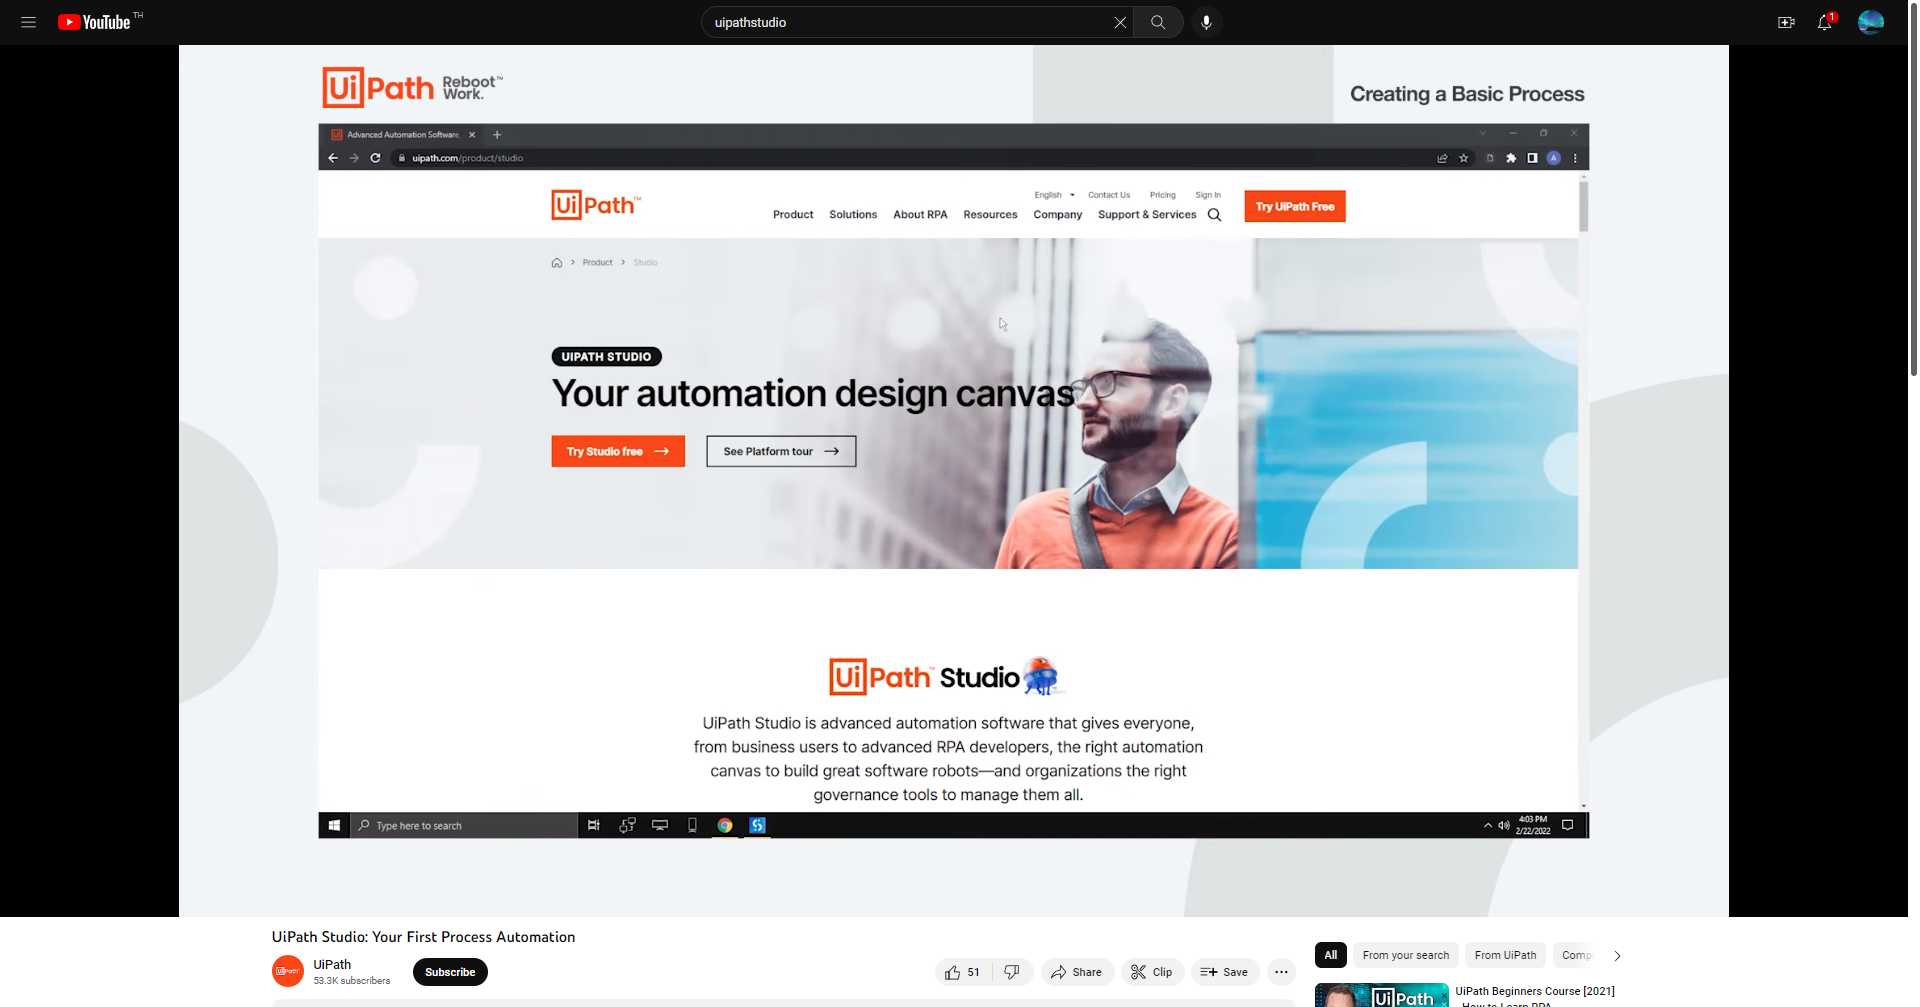 YouTube TH
uipathstudio
1
UiPath Reboot Work.™
Creating a Basic Process
Advanced Automation Software
uipath.com/product/studio
A
UiPath™
English Contact Us Pricing Sign In
Product Solutions About RPA Resources Company Support & Services
Try UiPath Free
Product > Studio
UIPATH STUDIO
Your automation design canvas
Try Studio free →
See Platform tour →
UiPath™ Studio
UiPath Studio is advanced automation software that gives everyone,
from business users to advanced RPA developers, the right automation
canvas to build great software robots—and organizations the right
governance tools to manage them all.
Type here to search
4:03 PM
2/22/2022
UiPath Studio: Your First Process Automation
UiPath
UiPath
53.3K subscribers
Subscribe
51
Share
Clip
Save
All
From your search
From UiPath
Comp
UiPath
UiPath Beginners Course [2021]